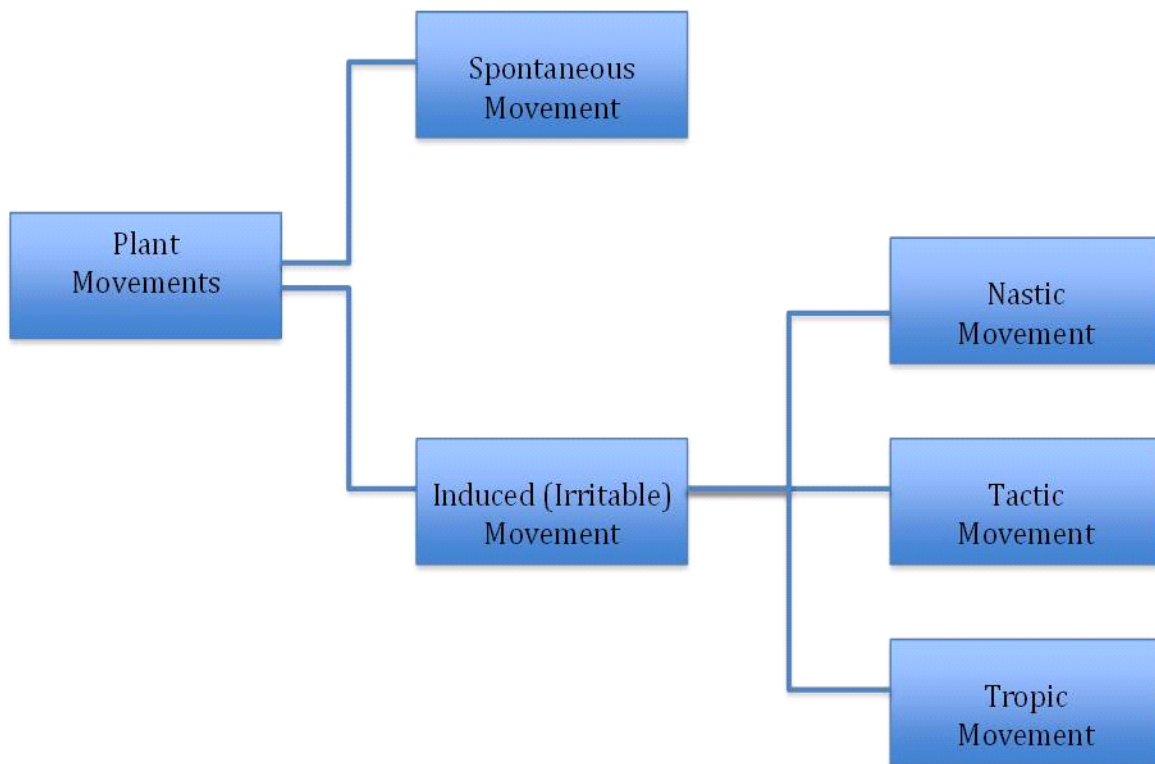 Spontaneous
Movement
Plant
Movements
Nastic
Movement
Induced (Irritable)
Movement
Tactic
Movement
Tropic
Movement